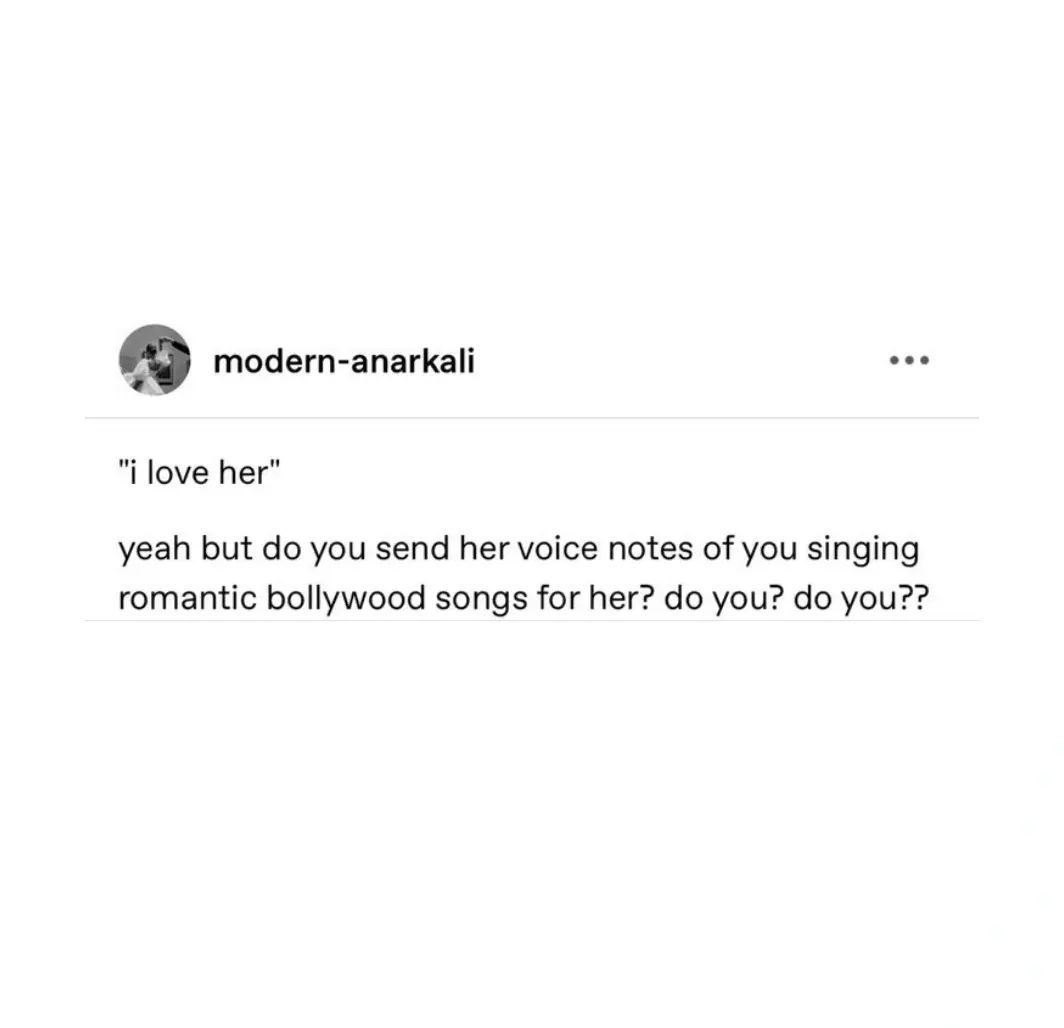 modern-anarkali
"i love her"
yeah but do you send her voice notes of you singing
romantic bollywood songs for her? do you? do you??